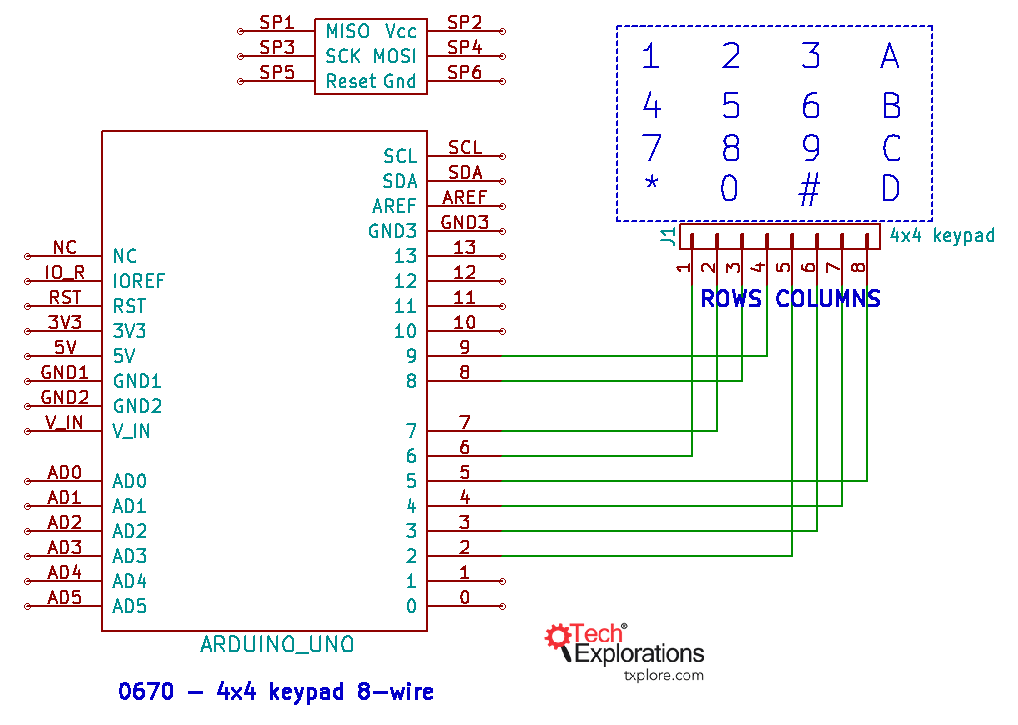 SP1 MISO Vcc SP2
SP3 SCK MOSI SP4
SP5 Reset Gnd SP6
1 2 3 A
4 5 6 B
7 8 9 C
* 0 # D
J1 4x4 keypad
1 2 3 4 5 6 7 8
ROWS COLUMNS
SCL SCL
SDA SDA
AREF AREF
GND3 GND3
NC NC 13 13
IO_R IOREF 12 12
RST RST 11 11
3V3 3V3 10 10
5V 5V 9 9
GND1 GND1 8 8
GND2 GND2
V_IN V_IN 7 7
6 6
AD0 AD0 5 5
AD1 AD1 4 4
AD2 AD2 3 3
AD3 AD3 2 2
AD4 AD4 1 1
AD5 AD5 0 0
ARDUINO_UNO
Tech®
Explorations
txplore.com
0670 - 4x4 keypad 8-wire